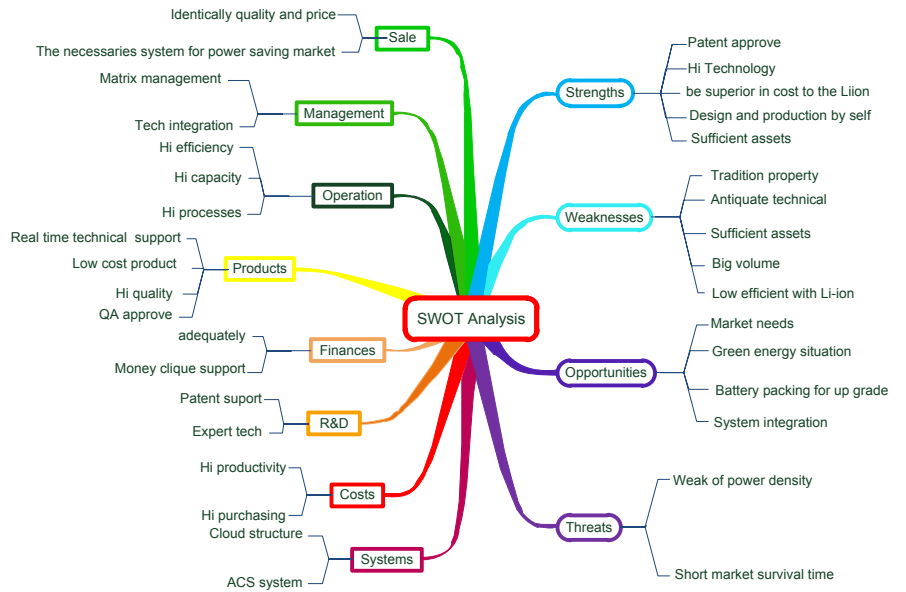 SWOT Analysis
Sale
Identically quality and price
The necessaries system for power saving market
Management
Matrix management
Tech integration
Operation
Hi efficiency
Hi capacity
Hi processes
Products
Real time technical  support
Low cost product
Hi quality
QA approve
Finances
adequately
Money clique support
R&D
Patent suport
Expert tech
Costs
Hi productivity
Hi purchasing
Systems
Cloud structure
ACS system
Strengths
Patent approve
Hi Technology
be superior in cost to the Liion
Design and production by self
Sufficient assets
Weaknesses
Tradition property
Antiquate technical
Sufficient assets
Big volume
Low efficient with Li-ion
Opportunities
Market needs
Green energy situation
Battery packing for up grade
System integration
Threats
Weak of power density
Short market survival time